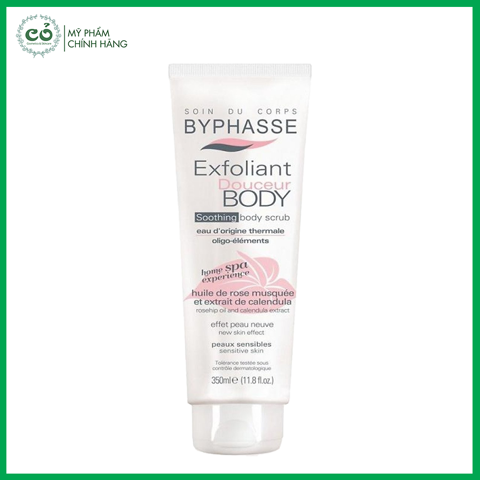 CỎ
MỸ PHẨM
CHÍNH HÃNG
SOIN DU CORPS
BYPHASSE
Exfoliant
Douceur
BODY
Soothing body scrub
eau d'origine thermale
oligo-éléments
home spa
experience
huile de rose musquée
et extrait de calendula
rosehip oil and calendula extract
effet peau neuve
new skin effect
peaux sensibles
sensitive skin
Tolérance testée sous
contrôle dermatologique
350ml e (11.8 fl.oz.)